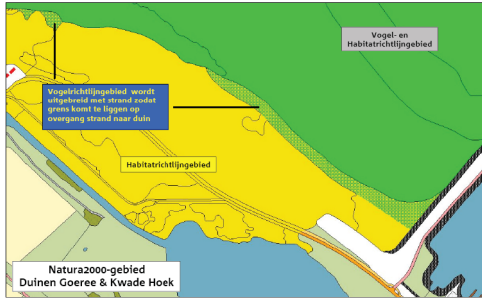 Vogel- en
Habitatrichtlijngebied
Vogelrichtlijngebied wordt
uitgebreid met strand zodat
grens komt te liggen op
overgang strand naar duin
Habitatrichtlijngebied
Natura2000-gebied
Duinen Goeree & Kwade Hoek